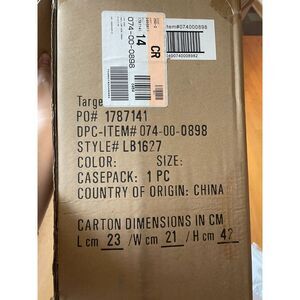 074-00-0898
14
CR
Item#074000898
Targe
PO# 1787141
DPC-ITEM# 074-00-0898
STYLE# LB1627
COLOR: SIZE:
CASEPACK: 1 PC
COUNTRY OF ORIGIN: CHINA
CARTON DIMENSIONS IN CM
L cm 23 /W cm 21 /H cm 42